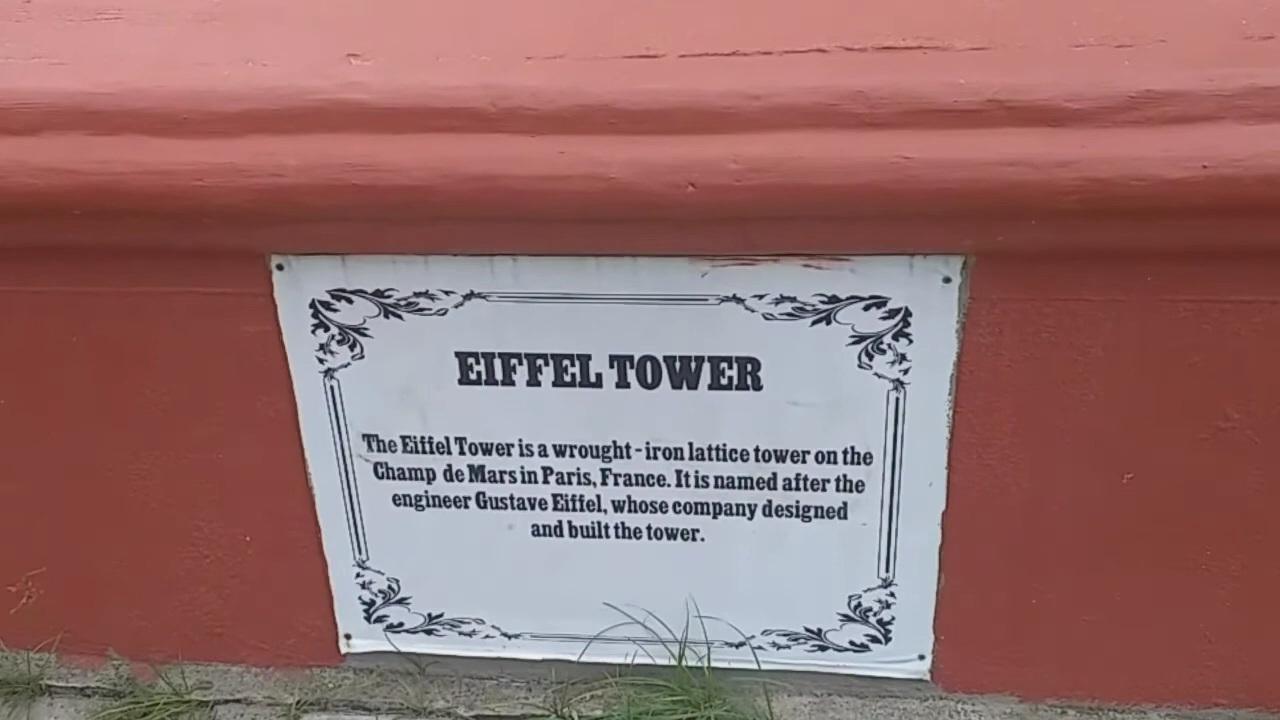 EIFFEL TOWER
The Eiffel Tower is a wrought-iron lattice tower on the
Champ de Mars in Paris, France. It is named after the
engineer Gustave Eiffel, whose company designed
and built the tower.